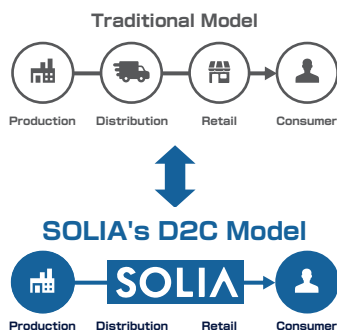 Traditional Model
Production Distribution Retail Consumer
SOLIA's D2C Model
SOLIA
Production Distribution Retail Consumer